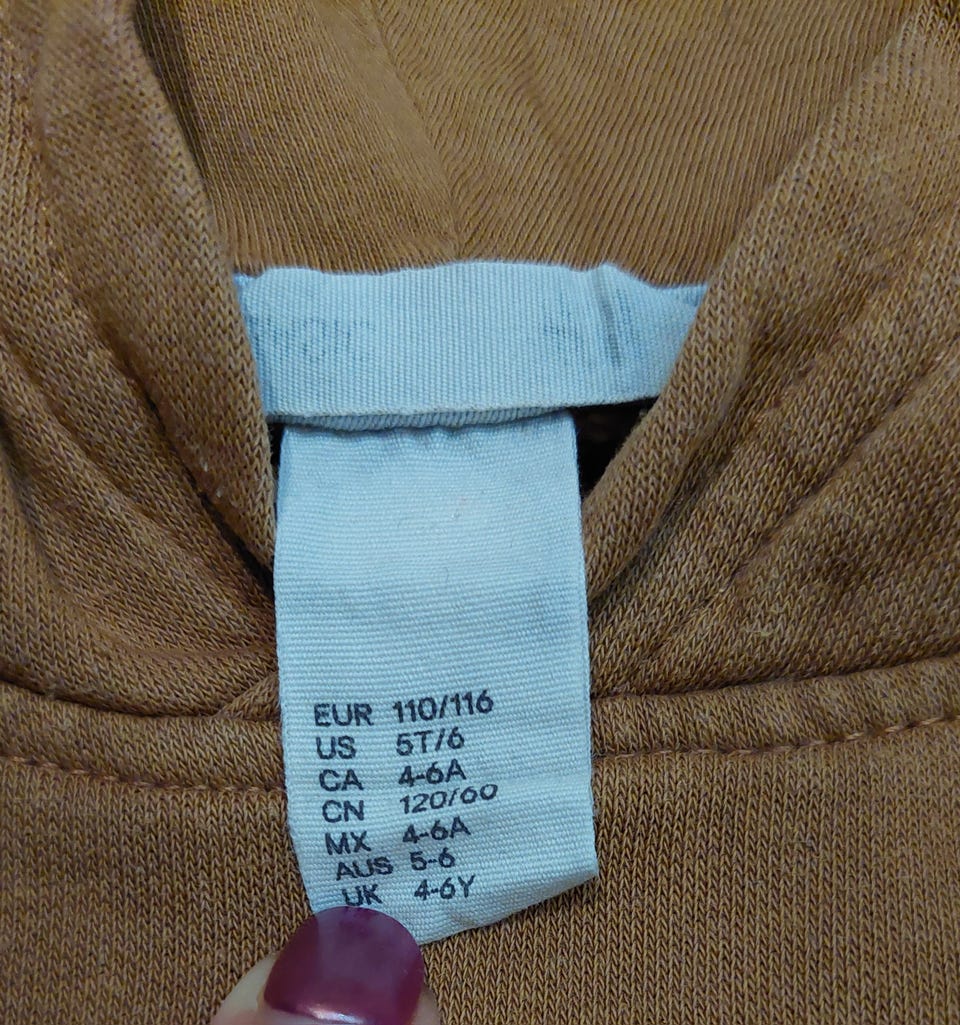 EUR 110/116
US 5T/6
CA 4-6A
CN 120/60
MX 4-6A
AUS 5-6
UK 4-6Y